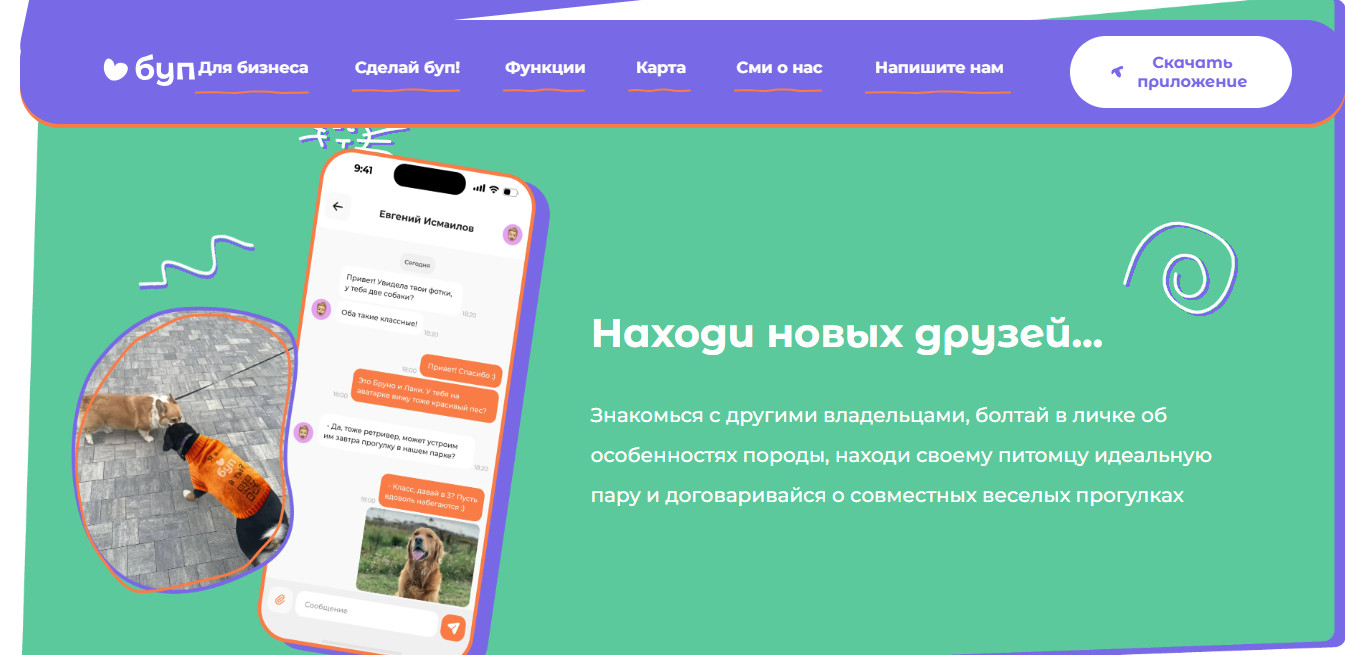 буп
Для бизнеса
Сделай буп!
Функции
Карта
Сми о нас
Напишите нам
Скачать
приложение
9:41
Евгений Исмаилов
Сегодня
Привет! Увидела твои фотки,
у тебя две собаки?
18:20
Оба такие классные!
18:20
Привет! Спасибо :)
18:00
Это Бруно и Лаки. У тебя на
аватарке вижу тоже красивый пес?
18:00
- Да, тоже ретривер, может устроим
им завтра прогулку в нашем парке?
18:20
- Класс, давай в 3? Пусть
вдоволь набегаются :)
18:00
Сообщение
буп
Находи новых друзей...
Знакомься с другими владельцами, болтай в личке об
особенностях породы, находи своему питомцу идеальную
пару и договаривайся о совместных веселых прогулках